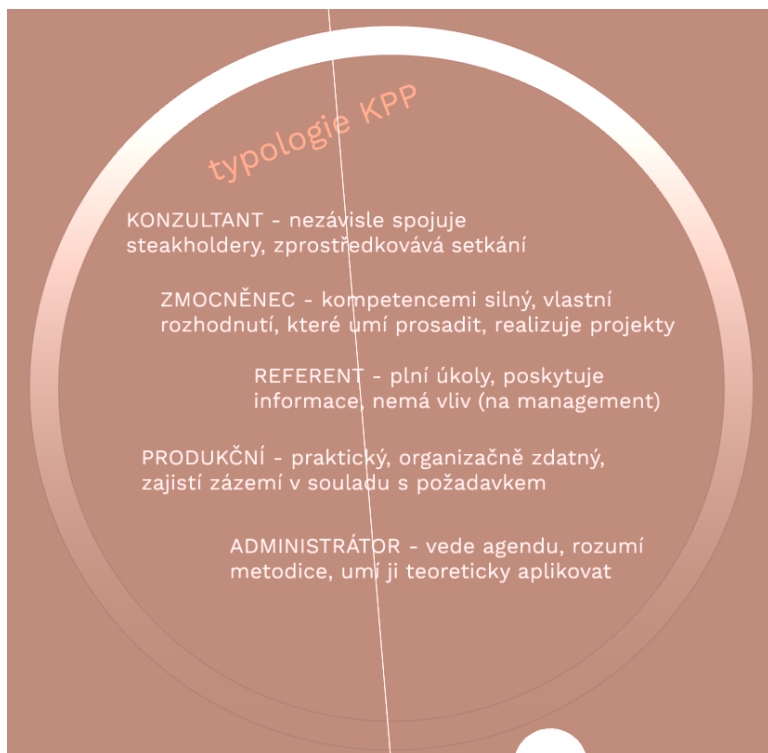 typologie KPP
KONZULTANT - nezávisle spojuje
steakholdery, zprostředkovává setkání
ZMOCNĚNEC - kompetencemi silný, vlastní
rozhodnutí, které umí prosadit, realizuje projekty
REFERENT - plní úkoly, poskytuje
informace, nemá vliv (na management)
PRODUKČNÍ - praktický, organizačně zdatný,
zajistí zázemí v souladu s požadavkem
ADMINISTRÁTOR - vede agendu, rozumí
metodice, umí ji teoreticky aplikovat